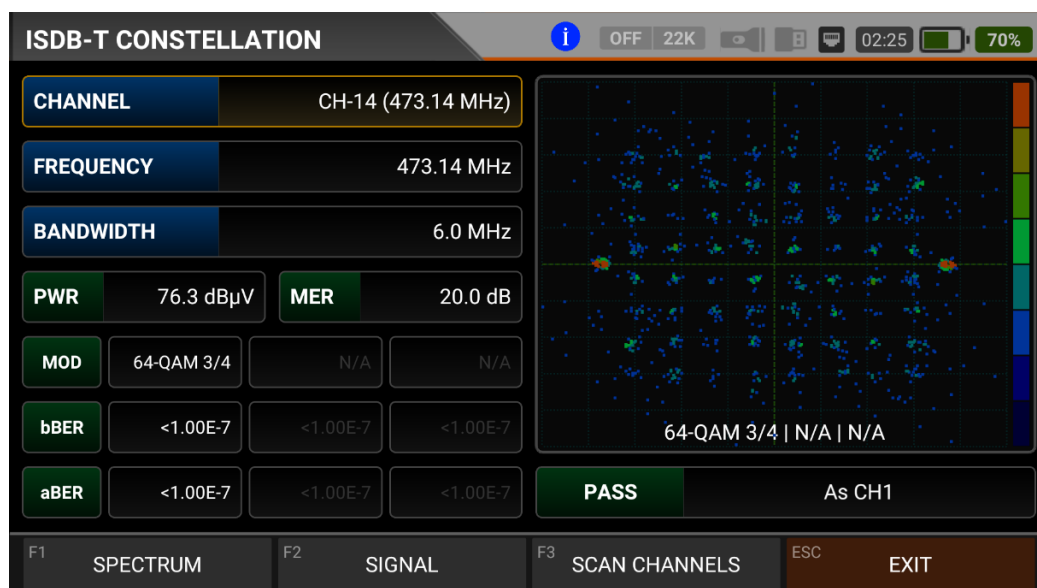 ISDB-T CONSTELLATION
i OFF 22K B 02:25 70%
CHANNEL CH-14 (473.14 MHz)
FREQUENCY 473.14 MHz
BANDWIDTH 6.0 MHz
PWR 76.3 dBµV MER 20.0 dB
MOD 64-QAM 3/4 N/A N/A
bBER <1.00E-7 <1.00E-7 <1.00E-7
aBER <1.00E-7 <1.00E-7 <1.00E-7
64-QAM 3/4 | N/A | N/A
PASS As CH1
F1 SPECTRUM F2 SIGNAL F3 SCAN CHANNELS ESC EXIT